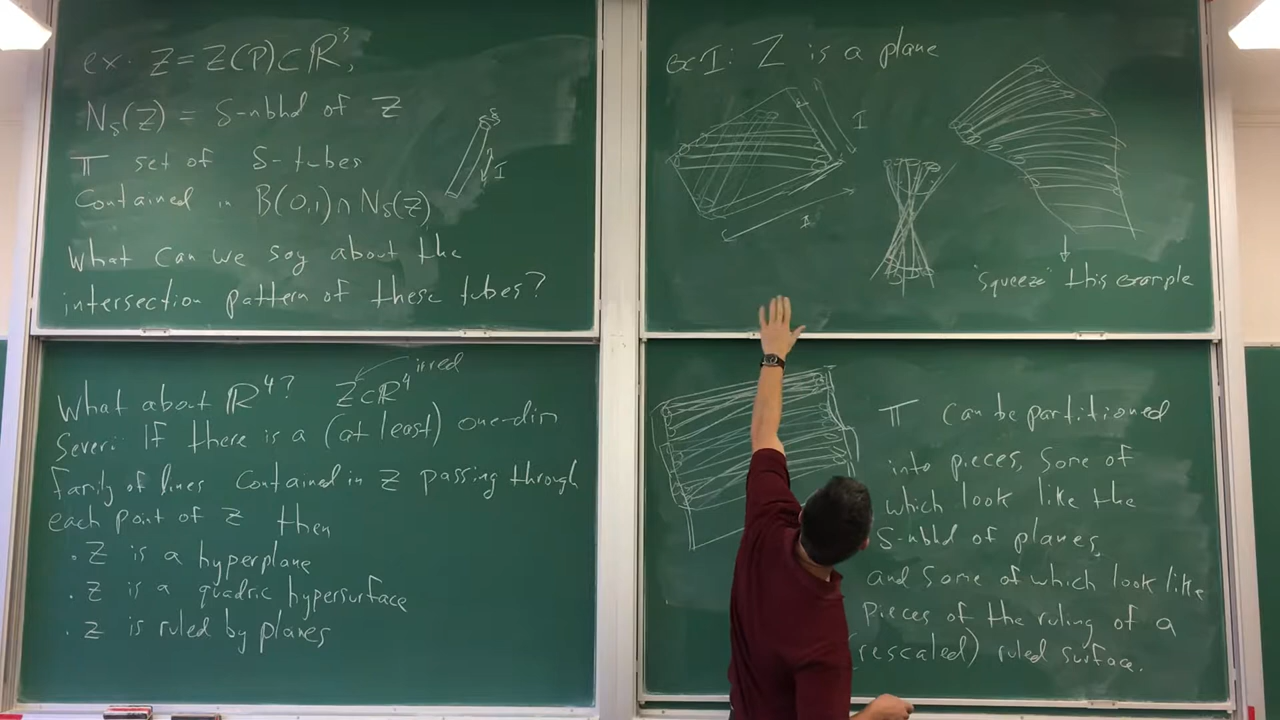 ex. Z = Z(P) ⊂ ℝ³,
N_δ(Z) = δ-nbhd of Z
𝕋 set of δ-tubes
Contained in B(0,1) ∩ N_δ(Z)
δ
1
What can we say about the
intersection pattern of these tubes?
What about ℝ⁴? Z ⊂ ℝ⁴ irred
Severi: If there is a (at least) one-dim
family of lines Contained in Z passing through
each point of Z then
· Z is a hyperplane
· Z is a quadric hypersurface
· Z is ruled by planes
ex I: Z is a plane
1
1
"Squeeze" this example
𝕋 Can be partitioned
into pieces, Some of
which look like the
δ-nbhd of planes,
and Some of which look like
pieces of the ruling of a
(rescaled) ruled surface.